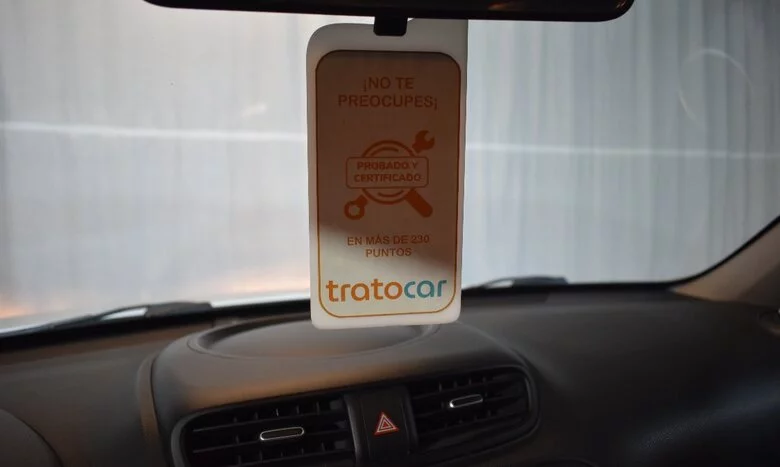 ¡NO TE
PREOCUPES¡
PROBADO Y
CERTIFICADO
EN MÁS DE 230
PUNTOS
tratocar